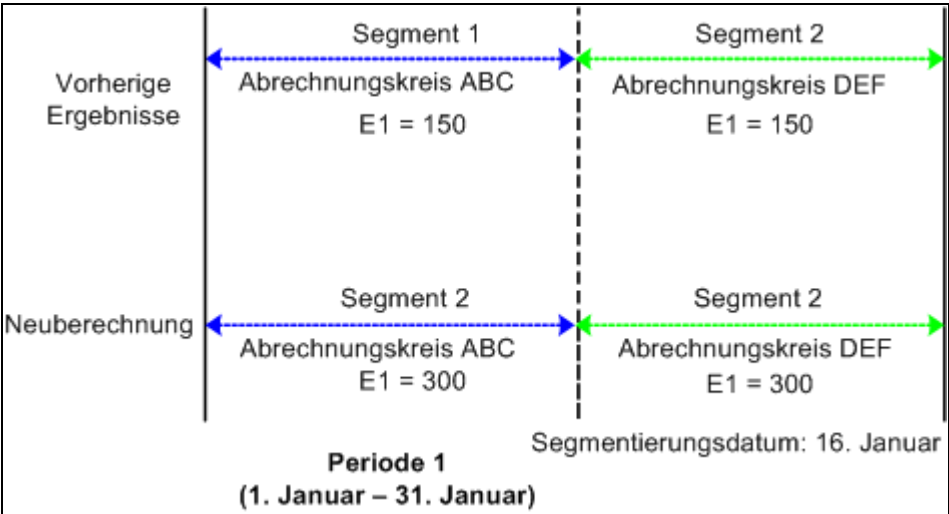 Segment 1
Segment 2
Vorherige
Ergebnisse
Abrechnungskreis ABC
Abrechnungskreis DEF
E1 = 150
E1 = 150
Segment 2
Segment 2
Neuberechnung
Abrechnungskreis ABC
Abrechnungskreis DEF
E1 = 300
E1 = 300
Segmentierungsdatum: 16. Januar
Periode 1
(1. Januar – 31. Januar)